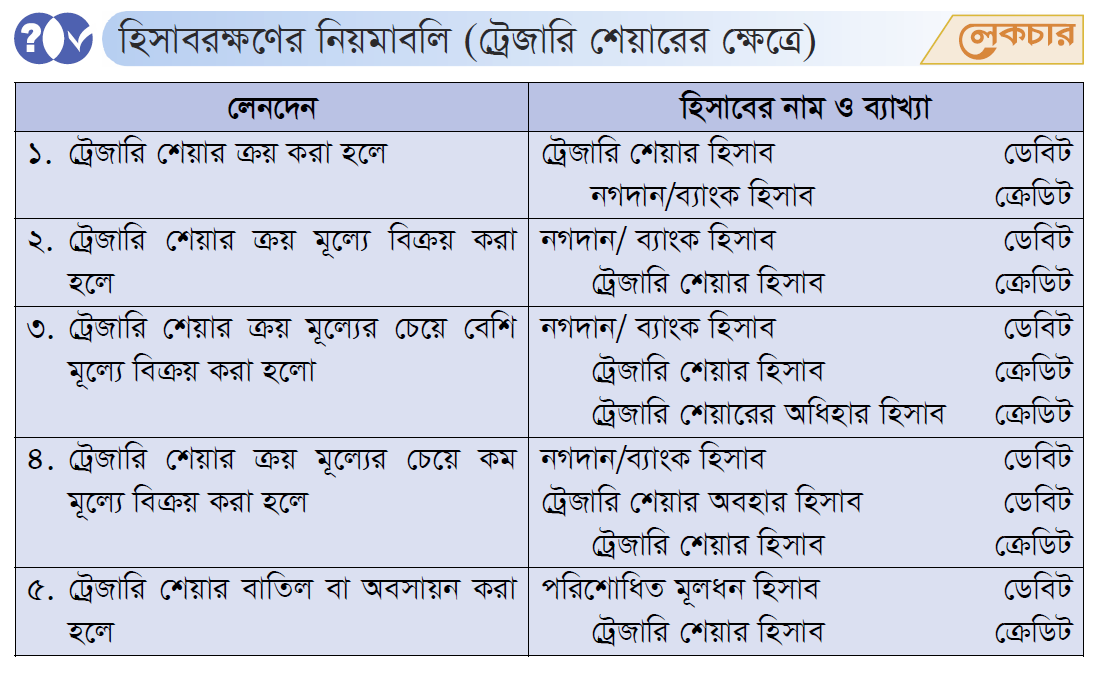 ?
হিসাবরক্ষণের নিয়মাবলি (ট্রেজারি শেয়ারের ক্ষেত্রে)
লেকচার
লেনদেন
হিসাবের নাম ও ব্যাখ্যা
১. ট্রেজারি শেয়ার ক্রয় করা হলে
ট্রেজারি শেয়ার হিসাব ডেবিট
নগদান/ব্যাংক হিসাব ক্রেডিট
২. ট্রেজারি শেয়ার ক্রয় মূল্যে বিক্রয় করা
হলে
নগদান/ ব্যাংক হিসাব ডেবিট
ট্রেজারি শেয়ার হিসাব ক্রেডিট
৩. ট্রেজারি শেয়ার ক্রয় মূল্যের চেয়ে বেশি
মূল্যে বিক্রয় করা হলো
নগদান/ ব্যাংক হিসাব ডেবিট
ট্রেজারি শেয়ার হিসাব ক্রেডিট
ট্রেজারি শেয়ারের অধিহার হিসাব ক্রেডিট
৪. ট্রেজারি শেয়ার ক্রয় মূল্যের চেয়ে কম
মূল্যে বিক্রয় করা হলে
নগদান/ব্যাংক হিসাব ডেবিট
ট্রেজারি শেয়ার অবহার হিসাব ডেবিট
ট্রেজারি শেয়ার হিসাব ক্রেডিট
৫. ট্রেজারি শেয়ার বাতিল বা অবসায়ন করা
হলে
পরিশোধিত মূলধন হিসাব ডেবিট
ট্রেজারি শেয়ার হিসাব ক্রেডিট